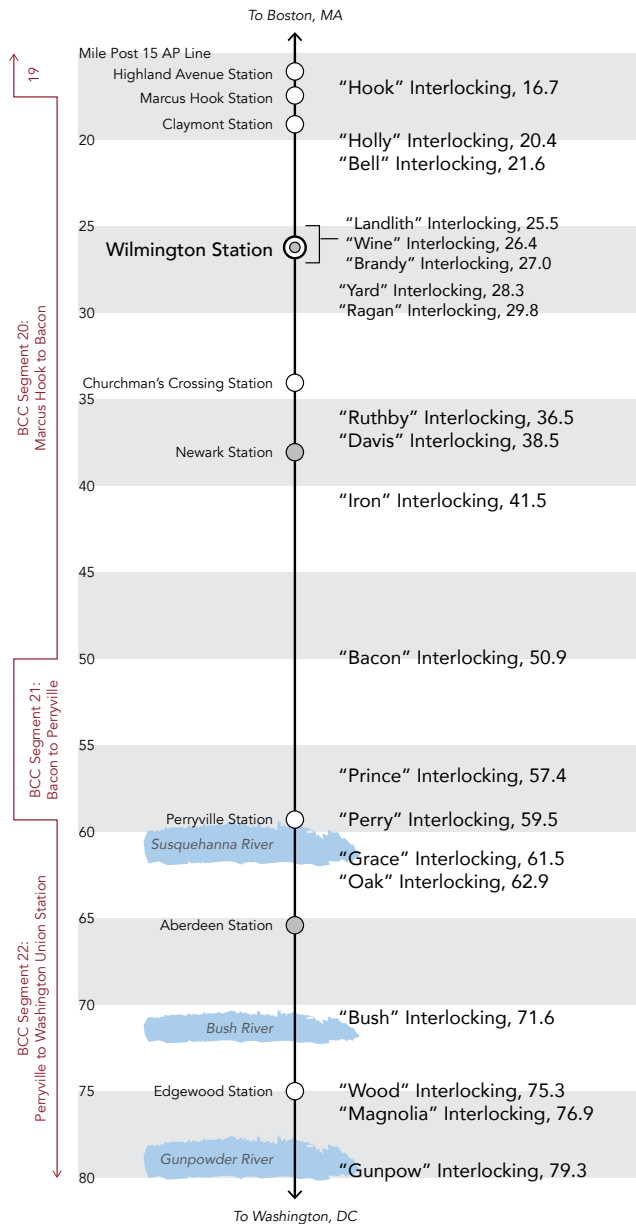 To Boston, MA
Mile Post 15 AP Line
19
Highland Avenue Station
“Hook” Interlocking, 16.7
Marcus Hook Station
Claymont Station
20
“Holly” Interlocking, 20.4
“Bell” Interlocking, 21.6
25
“Landlith” Interlocking, 25.5
Wilmington Station
“Wine” Interlocking, 26.4
“Brandy” Interlocking, 27.0
“Yard” Interlocking, 28.3
30
“Ragan” Interlocking, 29.8
BCC Segment 20:
Marcus Hook to Bacon
Churchman’s Crossing Station
35
“Ruthby” Interlocking, 36.5
“Davis” Interlocking, 38.5
Newark Station
40
“Iron” Interlocking, 41.5
45
50
“Bacon” Interlocking, 50.9
BCC Segment 21:
Bacon to Perryville
55
“Prince” Interlocking, 57.4
Perryville Station
“Perry” Interlocking, 59.5
60
Susquehanna River
“Grace” Interlocking, 61.5
“Oak” Interlocking, 62.9
65
Aberdeen Station
BCC Segment 22:
Perryville to Washington Union Station
70
“Bush” Interlocking, 71.6
Bush River
75
Edgewood Station
“Wood” Interlocking, 75.3
“Magnolia” Interlocking, 76.9
Gunpowder River
“Gunpow” Interlocking, 79.3
80
To Washington, DC